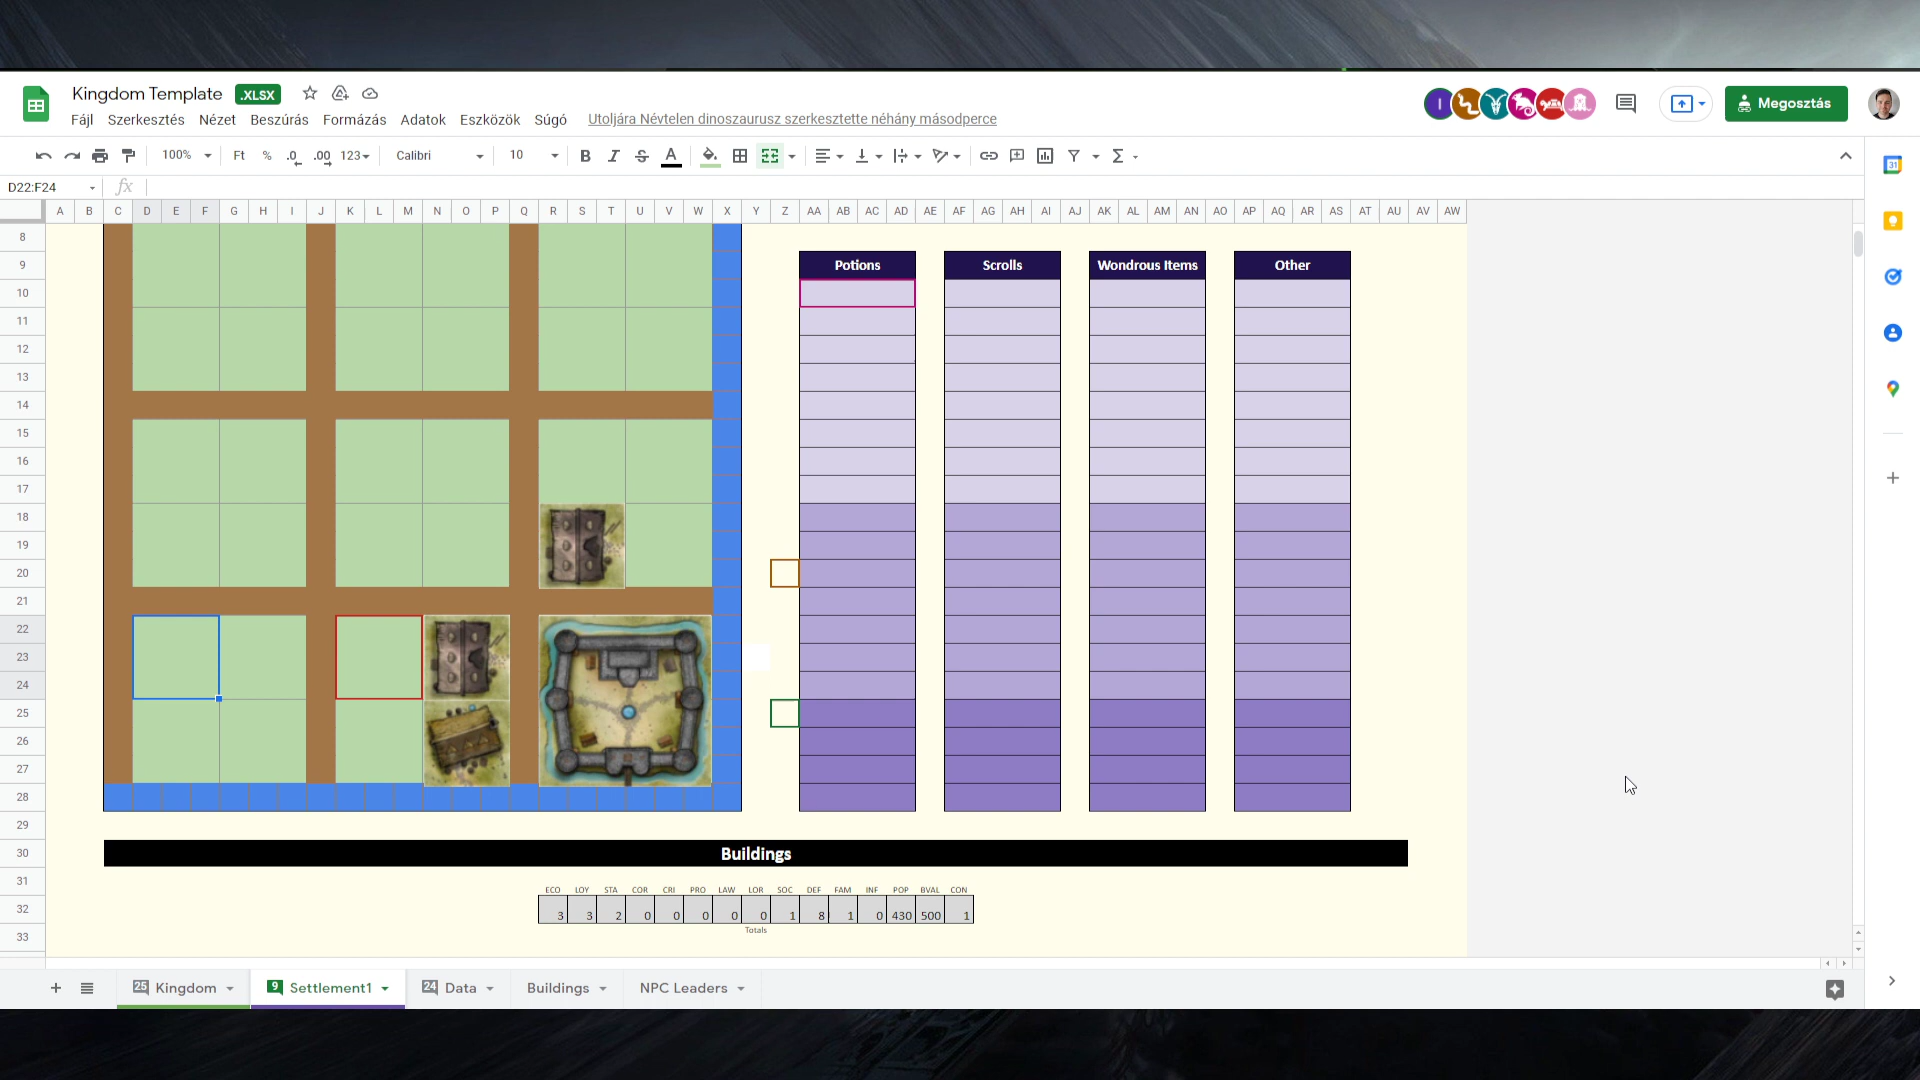 Kingdom Template .XLSX
Fájl Szerkesztés Nézet Beszúrás Formázás Adatok Eszközök Súgó Utoljára Névtelen dinoszaurusz szerkesztette néhány másodperce
I Megosztás
100% Ft % .0 .00 123 Calibri 10 B I S A Σ
31
D22:F24 fx
A B C D E F G H I J K L M N O P Q R S T U V W X Y Z AA AB AC AD AE AF AG AH AI AJ AK AL AM AN AO AP AQ AR AS AT AU AV AW
8
9 Potions Scrolls Wondrous Items Other
10
11
12
13
14
15
16
17
18
19
20
21
22
23
24
25
26
27
28
29
30 Buildings
31 ECO LOY STA COR CRI PRO LAW LOR SOC DEF FAM INF POP BVAL CON
32 3 3 2 0 0 0 0 0 1 8 1 0 430 500 1
33 Totals
25 Kingdom 9 Settlement1 24 Data Buildings NPC Leaders